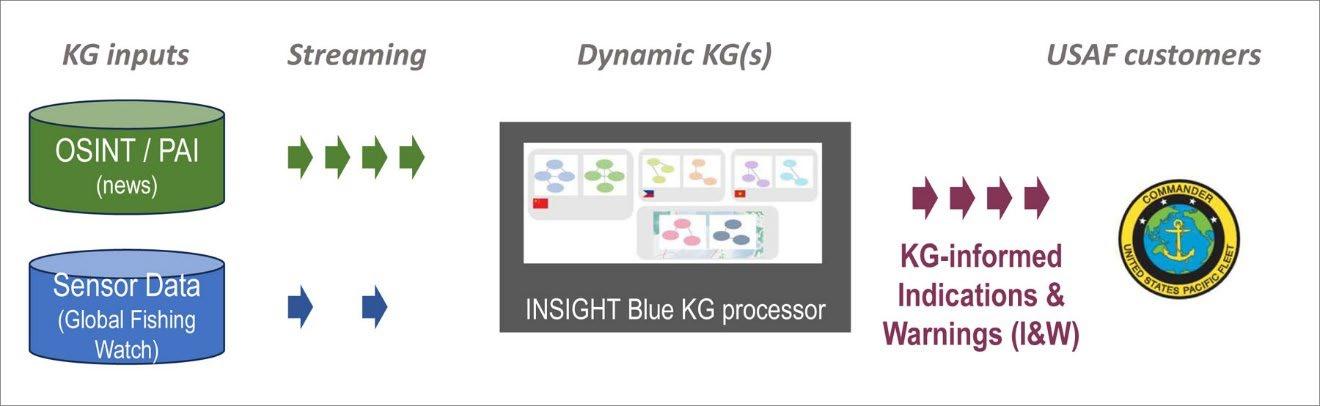 KG inputs
Streaming
Dynamic KG(s)
USAF customers
OSINT / PAI
(news)
Sensor Data
(Global Fishing
Watch)
INSIGHT Blue KG processor
KG-informed
Indications &
Warnings (I&W)
COMMANDER
UNITED STATES PACIFIC FLEET